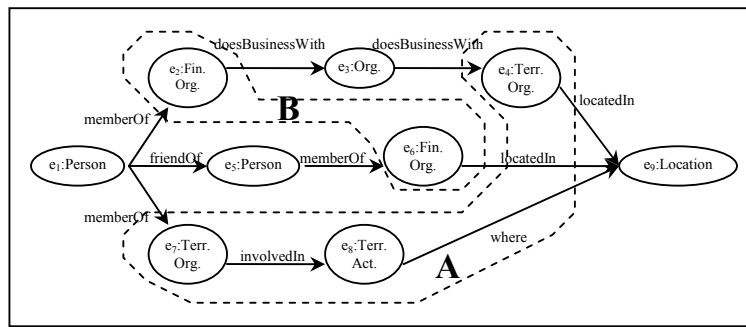 doesBusinessWith
doesBusinessWith
e₂:Fin.
Org.
e₃:Org.
e₄:Terr.
Org.
memberOf
B
locatedIn
e₁:Person
friendOf
e₅:Person
memberOf
e₆:Fin.
Org.
locatedIn
e₉:Location
memberOf
e₇:Terr.
Org.
involvedIn
e₈:Terr.
Act.
where
A